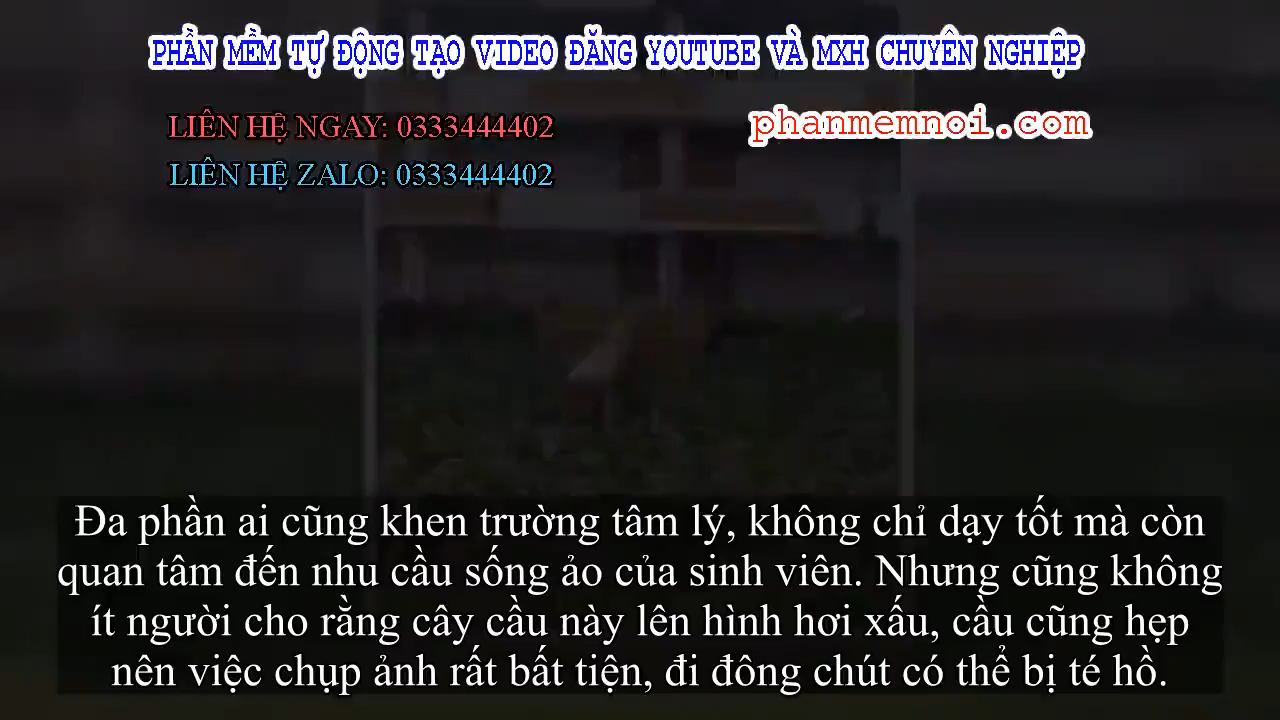 PHẦN MỀM TỰ ĐỘNG TẠO VIDEO ĐĂNG YOUTUBE VÀ MXH CHUYÊN NGHIỆP
LIÊN HỆ NGAY: 0333444402
phanmemnoi.com
LIÊN HỆ ZALO: 0333444402
Đa phần ai cũng khen trường tâm lý, không chỉ dạy tốt mà còn
quan tâm đến nhu cầu sống ảo của sinh viên. Nhưng cũng không
ít người cho rằng cây cầu này lên hình hơi xấu, cầu cũng hẹp
nên việc chụp ảnh rất bất tiện, đi đông chút có thể bị té hồ.